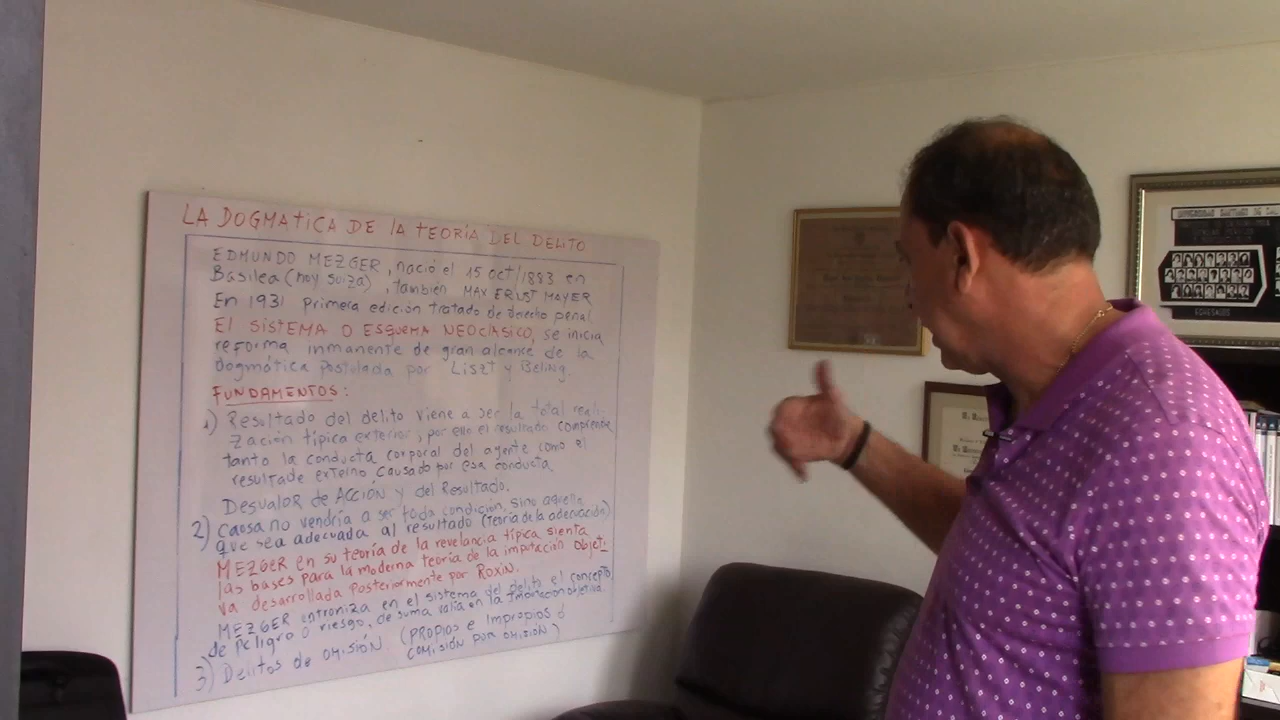 LA DOGMATICA DE la TEORÍA DEL DELITO
EDMUNDO MEZGER, nació el 15 oct/1883 en
Basilea (hoy suiza), también MAX ERUST MAYER
En 1931 primera edición tratado de derecho penal.
El SISTEMA O ESQUEMA NEOCLASICO, se inicia
reforma inmanente de gran alcance de la
dogmática postulada por Liszt y Beling.
FUNDAMENTOS:
1) Resultado del delito viene a ser la total reali-
zación típica exterior, por ello el resultado comprende
tanto la conducta corporal del agente como el
resultado externo causado por esa conducta
Desvalor de ACCIÓN y del Resultado.
2) Causa no vendría a ser toda condición, sino aquella
que sea adecuada al resultado (Teoría de la adecuación)
MEZGER en su teoría de la revelancia típica sienta
las bases para la moderna teoría de la imputación objeti-
va desarrollada Posteriormente por ROXIN.
MEZGER entroniza en el sistema del delito el concepto
de peligro o riesgo, de suma valía en la Imputación objetiva.
3) Delitos de omisión. (PROPIOS e Impropios ó
comisión por omisión)
EGRESADOS